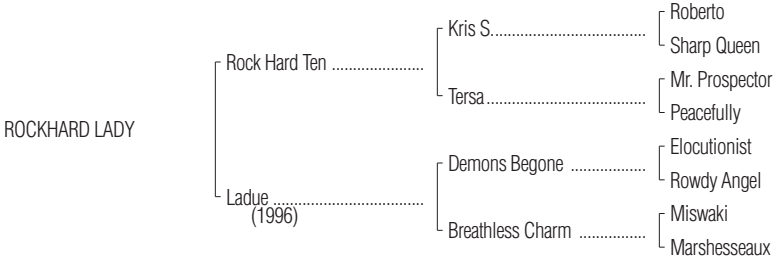 Roberto
Kris S. ......................................
Sharp Queen
Rock Hard Ten .......................
Mr. Prospector
Tersa ........................................
Peacefully
ROCKHARD LADY
Elocutionist
Demons Begone ...................
Rowdy Angel
Ladue ......................................
(1996)
Miswaki
Breathless Charm .................
Marshesseaux